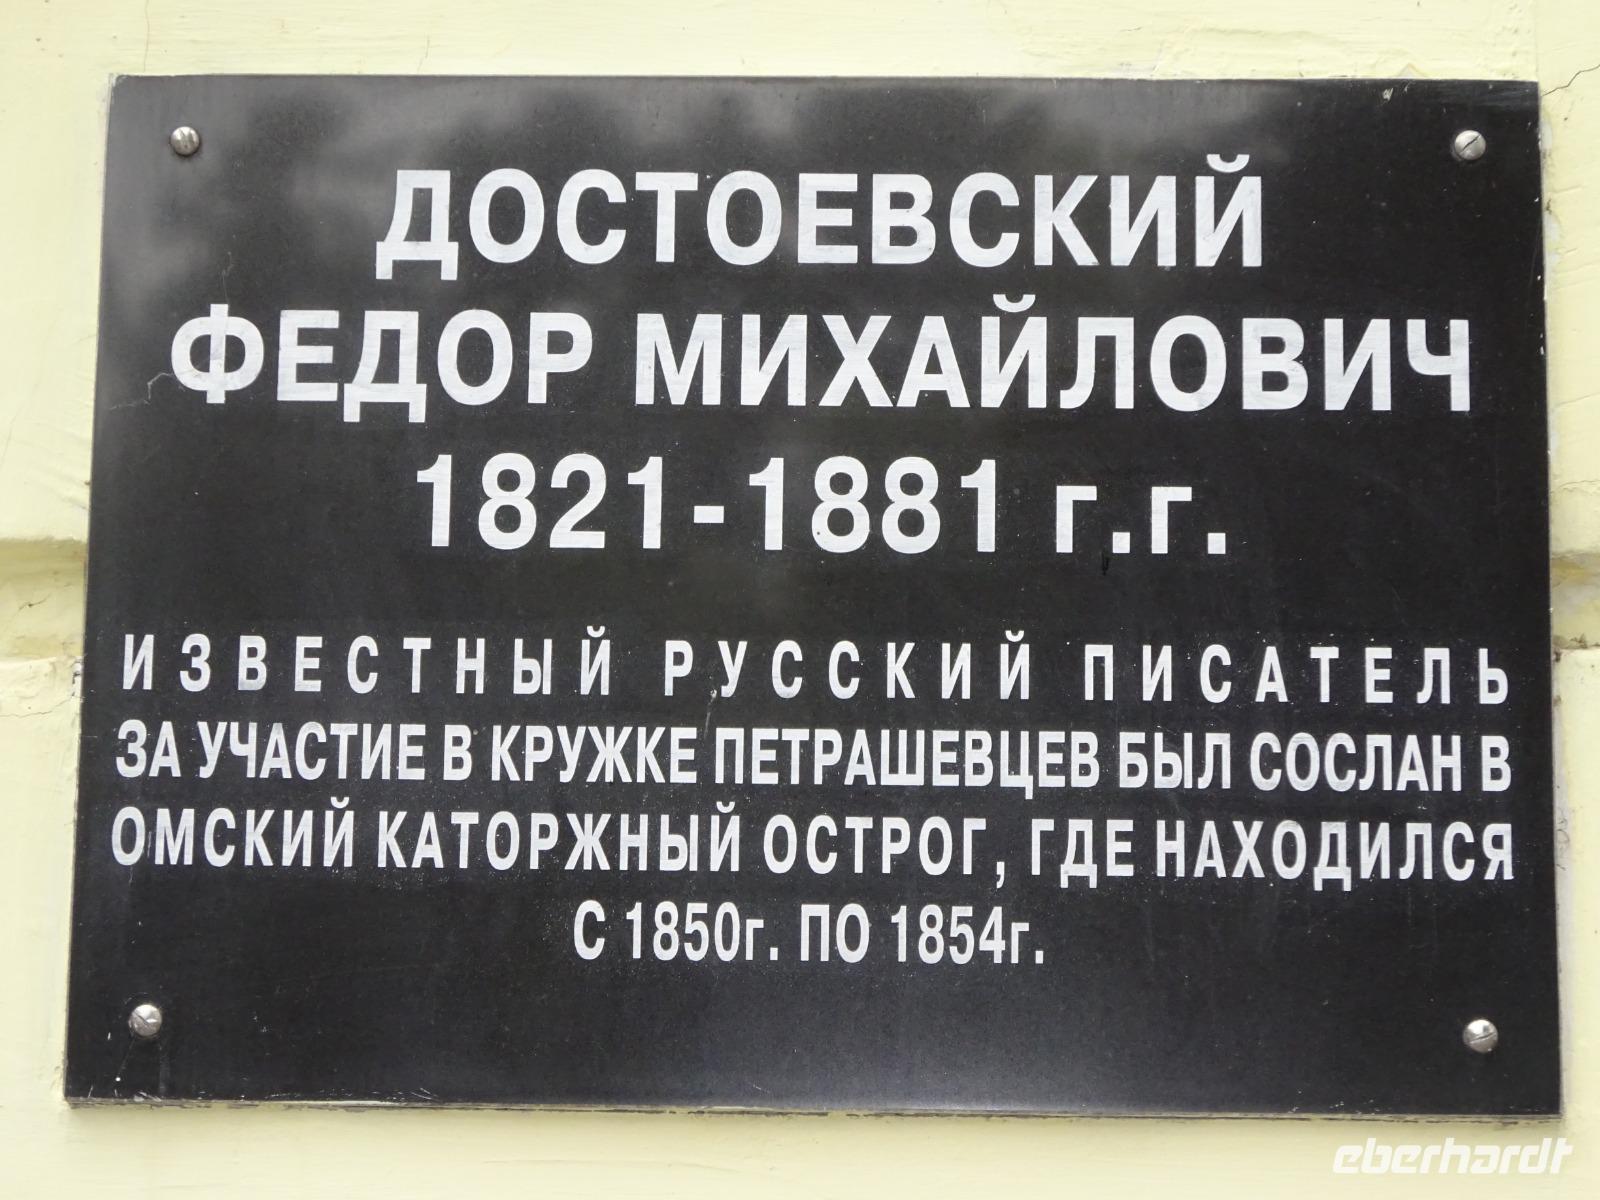 ДОСТОЕВСКИЙ
ФЕДОР МИХАЙЛОВИЧ
1821-1881 г.г.
ИЗВЕСТНЫЙ РУССКИЙ ПИСАТЕЛЬ
ЗА УЧАСТИЕ В КРУЖКЕ ПЕТРАШЕВЦЕВ БЫЛ СОСЛАН В
ОМСКИЙ КАТОРЖНЫЙ ОСТРОГ, ГДЕ НАХОДИЛСЯ
С 1850г. ПО 1854г.
eberhardt